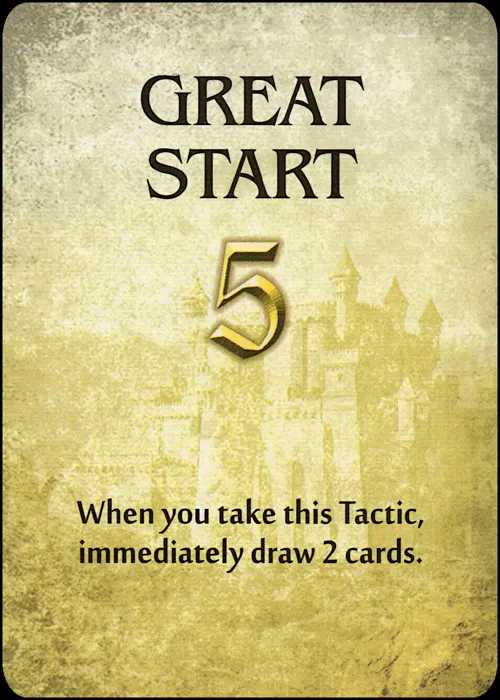 GREAT
START
5
When you take this Tactic,
immediately draw 2 cards.